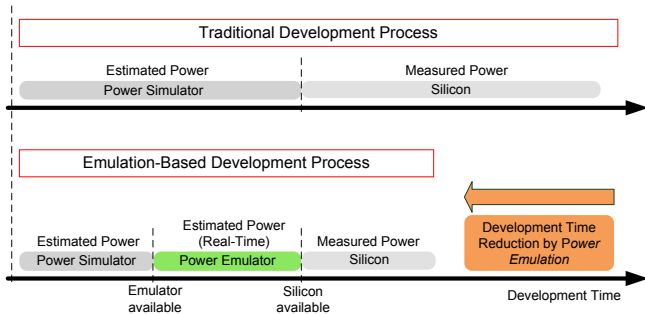 Traditional Development Process
Estimated Power
Measured Power
Power Simulator
Silicon
Emulation-Based Development Process
Estimated Power
Estimated Power
(Real-Time)
Measured Power
Power Simulator
Power Emulator
Silicon
Development Time
Reduction by Power
Emulation
Emulator
available
Silicon
available
Development Time